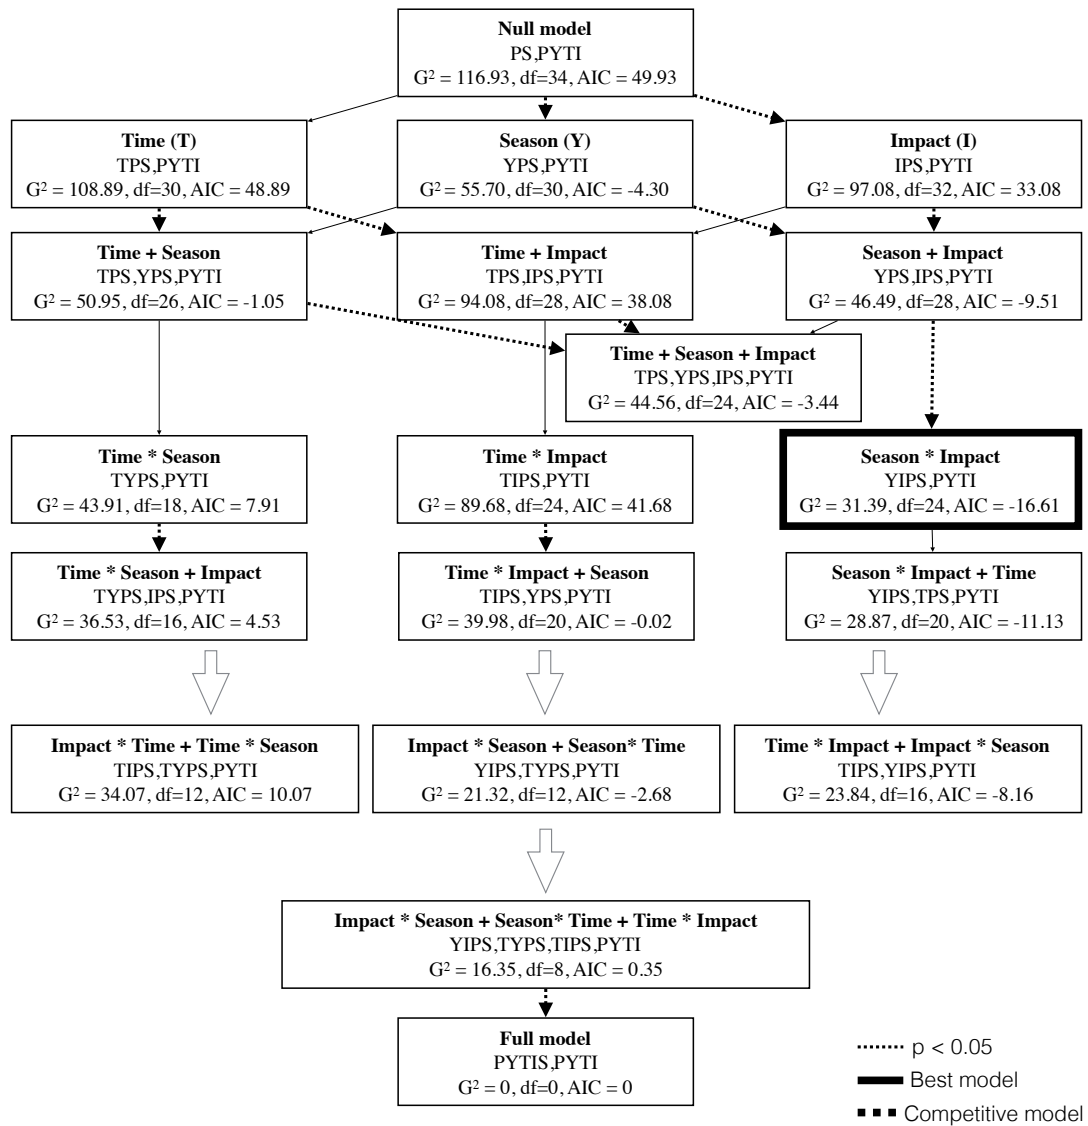 Null model
PS,PYTI
G² = 116.93, df=34, AIC = 49.93
Time (T)
TPS,PYTI
G² = 108.89, df=30, AIC = 48.89
Season (Y)
YPS,PYTI
G² = 55.70, df=30, AIC = -4.30
Impact (I)
IPS,PYTI
G² = 97.08, df=32, AIC = 33.08
Time + Season
TPS,YPS,PYTI
G² = 50.95, df=26, AIC = -1.05
Time + Impact
TPS,IPS,PYTI
G² = 94.08, df=28, AIC = 38.08
Season + Impact
YPS,IPS,PYTI
G² = 46.49, df=28, AIC = -9.51
Time + Season + Impact
TPS,YPS,IPS,PYTI
G² = 44.56, df=24, AIC = -3.44
Time * Season
TYPS,PYTI
G² = 43.91, df=18, AIC = 7.91
Time * Impact
TIPS,PYTI
G² = 89.68, df=24, AIC = 41.68
Season * Impact
YIPS,PYTI
G² = 31.39, df=24, AIC = -16.61
Time * Season + Impact
TYPS,IPS,PYTI
G² = 36.53, df=16, AIC = 4.53
Time * Impact + Season
TIPS,YPS,PYTI
G² = 39.98, df=20, AIC = -0.02
Season * Impact + Time
YIPS,TPS,PYTI
G² = 28.87, df=20, AIC = -11.13
Impact * Time + Time * Season
TIPS,TYPS,PYTI
G² = 34.07, df=12, AIC = 10.07
Impact * Season + Season* Time
YIPS,TYPS,PYTI
G² = 21.32, df=12, AIC = -2.68
Time * Impact + Impact * Season
TIPS,YIPS,PYTI
G² = 23.84, df=16, AIC = -8.16
Impact * Season + Season* Time + Time * Impact
YIPS,TYPS,TIPS,PYTI
G² = 16.35, df=8, AIC = 0.35
Full model
PYTIS,PYTI
G² = 0, df=0, AIC = 0
p < 0.05
Best model
Competitive model